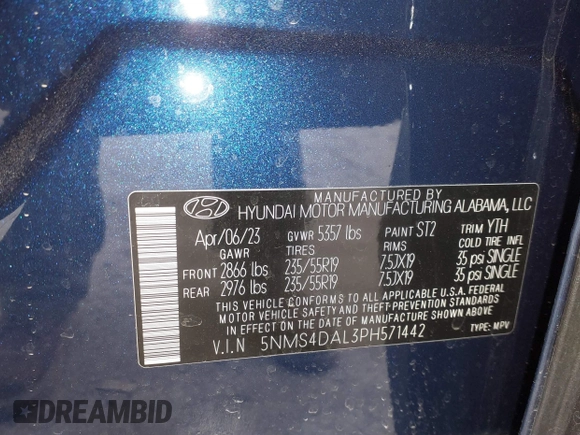 MANUFACTURED BY
HYUNDAI MOTOR MANUFACTURING ALABAMA, LLC
Apr/06/23 GVWR 5357 lbs PAINT ST2 TRIM YTH
GAWR TIRES RIMS COLD TIRE INFL
FRONT 2866 lbs 235/55R19 7.5JX19 35 psi SINGLE
REAR 2976 lbs 235/55R19 7.5JX19 35 psi SINGLE
THIS VEHICLE CONFORMS TO ALL APPLICABLE U.S.A. FEDERAL
MOTOR VEHICLE SAFETY AND THEFT PREVENTION STANDARDS
IN EFFECT ON THE DATE OF MANUFACTURE SHOWN ABOVE
V.I.N 5NMS4DAL3PH571442 TYPE: MPV
DREAMBID